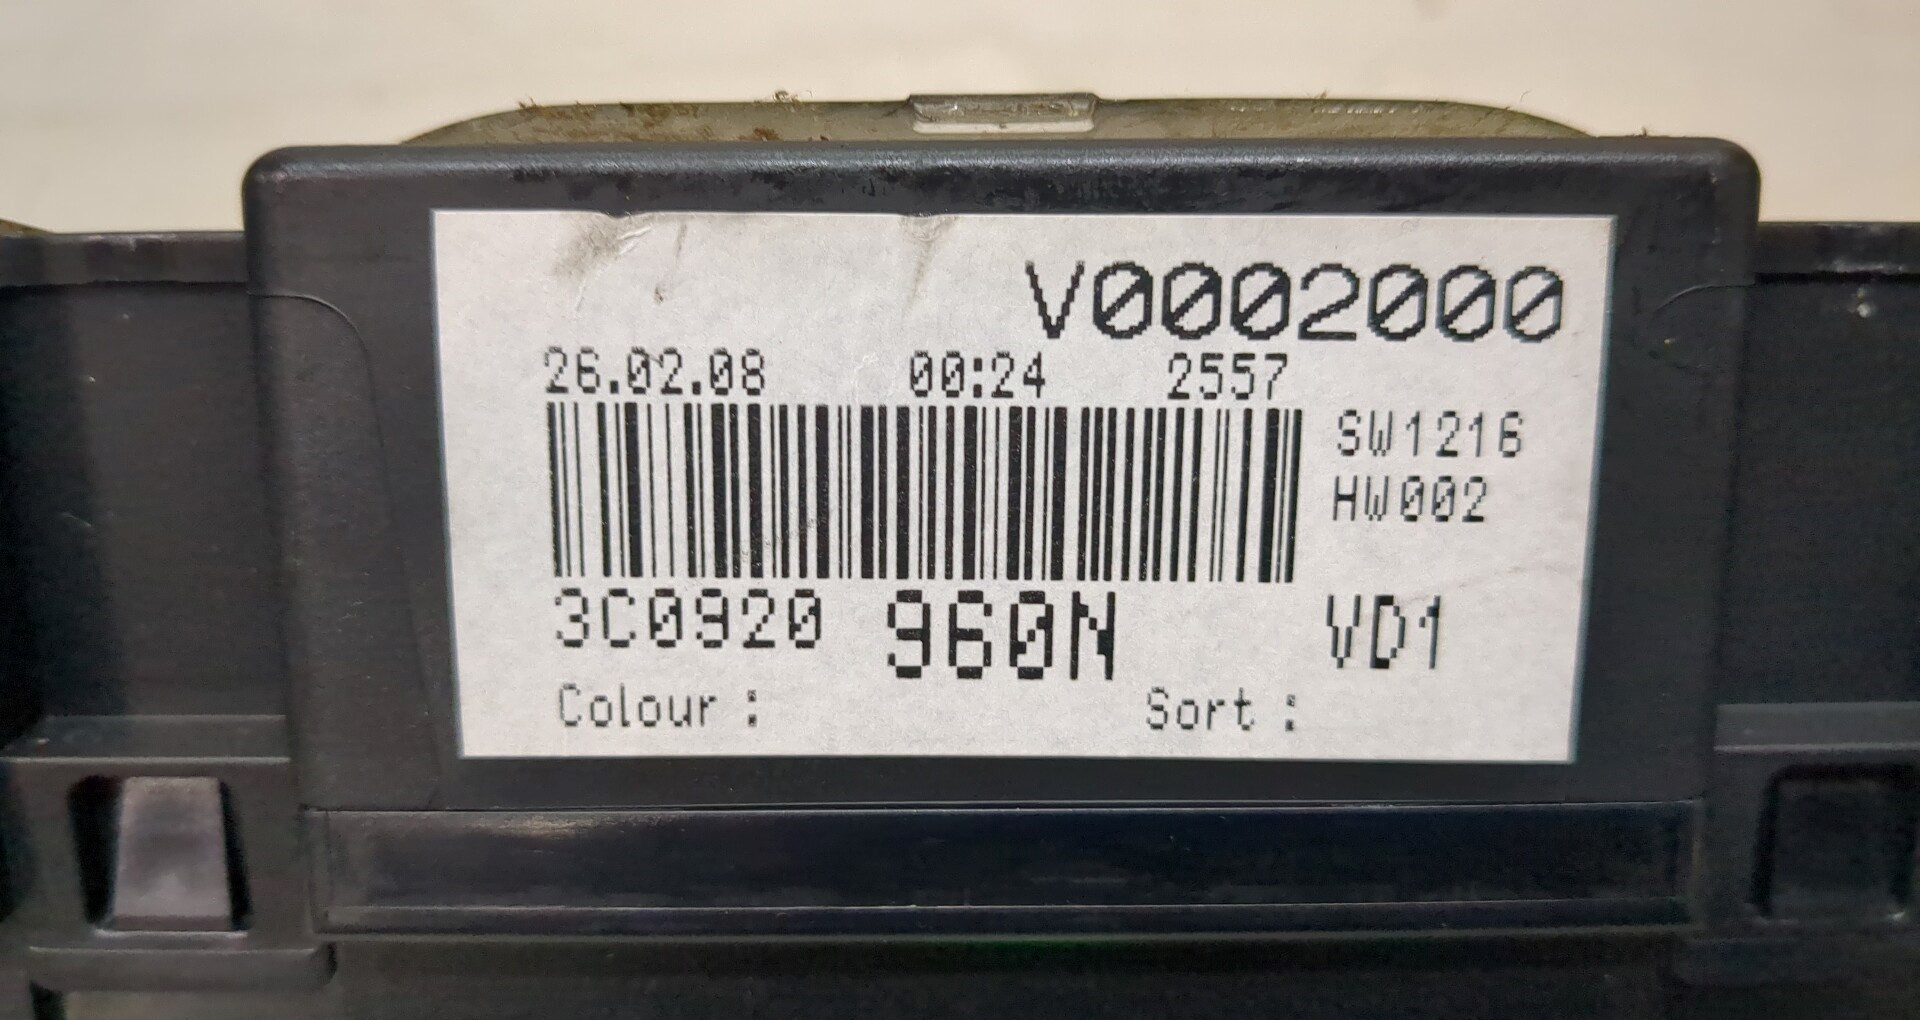 V0002000
26.02.08 00:24 2557
SW1216
HW002
3C0920 960N VD1
Colour : Sort :